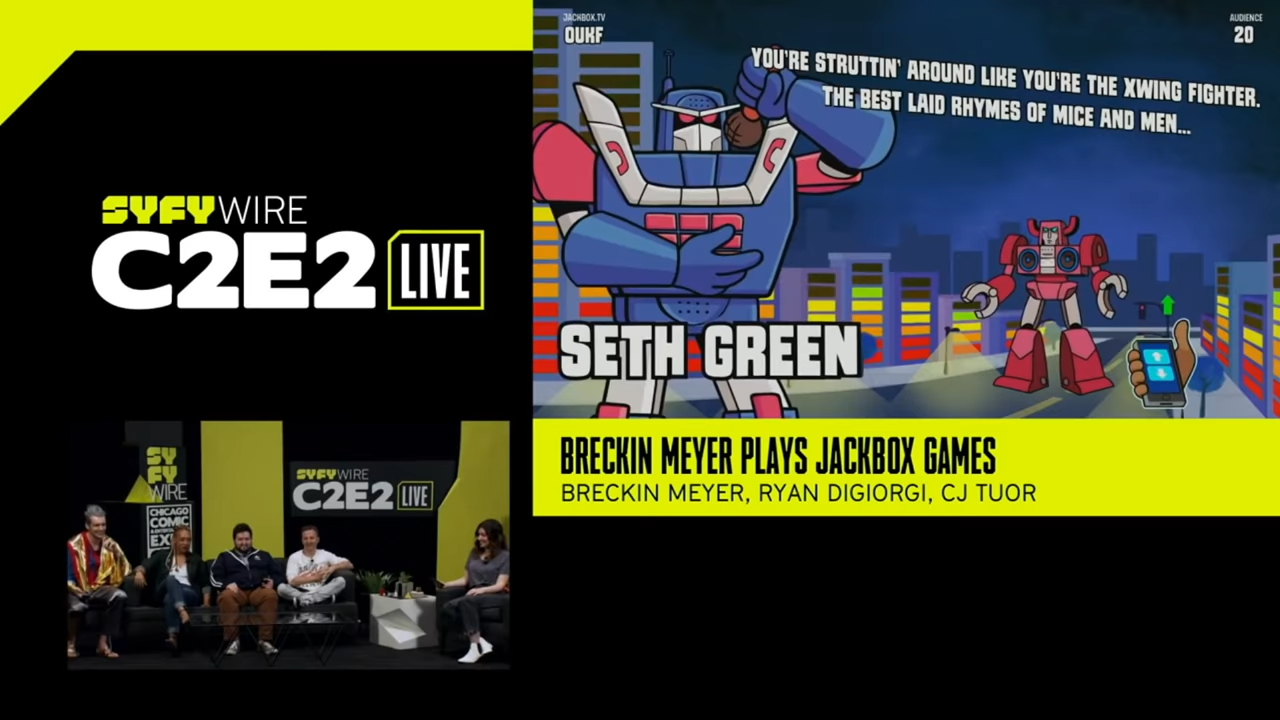 SYFY WIRE
C2E2 LIVE
JACKBOX.TV
OUKF
AUDIENCE
20
YOU'RE STRUTTIN' AROUND LIKE YOU'RE THE XWING FIGHTER.
THE BEST LAID RHYMES OF MICE AND MEN...
SETH GREEN
BRECKIN MEYER PLAYS JACKBOX GAMES
BRECKIN MEYER, RYAN DIGIORGI, CJ TUOR
SY
FY
WIRE
CHICAGO
COMIC
SYFY WIRE
C2E2 LIVE